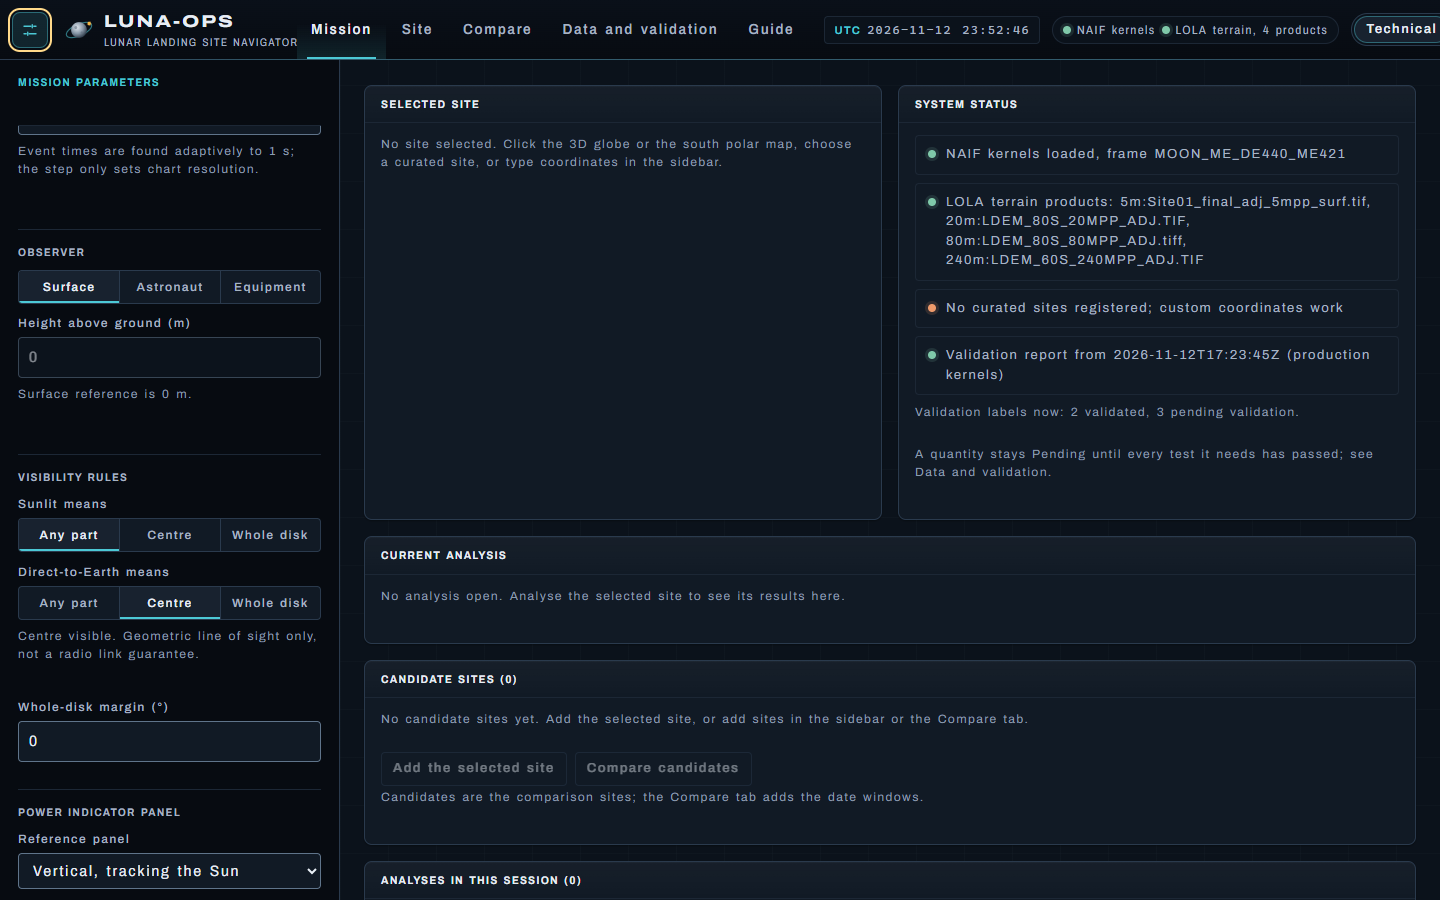 LUNA-OPS
LUNAR LANDING SITE NAVIGATOR
Mission
Site
Compare
Data and validation
Guide
UTC 2026-11-12 23:52:46
NAIF kernels
LOLA terrain, 4 products
Technical
MISSION PARAMETERS
Event times are found adaptively to 1 s;
the step only sets chart resolution.
OBSERVER
Surface
Astronaut
Equipment
Height above ground (m)
0
Surface reference is 0 m.
VISIBILITY RULES
Sunlit means
Any part
Centre
Whole disk
Direct-to-Earth means
Any part
Centre
Whole disk
Centre visible. Geometric line of sight only,
not a radio link guarantee.
Whole-disk margin (°)
0
POWER INDICATOR PANEL
Reference panel
Vertical, tracking the Sun
SELECTED SITE
No site selected. Click the 3D globe or the south polar map, choose
a curated site, or type coordinates in the sidebar.
SYSTEM STATUS
NAIF kernels loaded, frame MOON_ME_DE440_ME421
LOLA terrain products: 5m:Site01_final_adj_5mpp_surf.tif,
20m:LDEM_80S_20MPP_ADJ.TIF,
80m:LDEM_80S_80MPP_ADJ.tiff,
240m:LDEM_60S_240MPP_ADJ.TIF
No curated sites registered; custom coordinates work
Validation report from 2026-11-12T17:23:45Z (production
kernels)
Validation labels now: 2 validated, 3 pending validation.
A quantity stays Pending until every test it needs has passed; see
Data and validation.
CURRENT ANALYSIS
No analysis open. Analyse the selected site to see its results here.
CANDIDATE SITES (0)
No candidate sites yet. Add the selected site, or add sites in the sidebar or the Compare tab.
Add the selected site
Compare candidates
Candidates are the comparison sites; the Compare tab adds the date windows.
ANALYSES IN THIS SESSION (0)